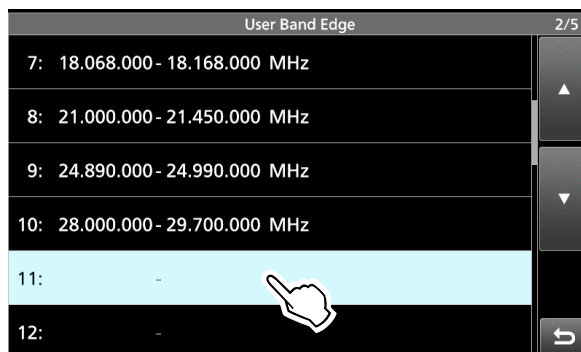 User Band Edge 2/5
7: 18.068.000 - 18.168.000 MHz
8: 21.000.000 - 21.450.000 MHz
9: 24.890.000 - 24.990.000 MHz
10: 28.000.000 - 29.700.000 MHz
11: -
12: -